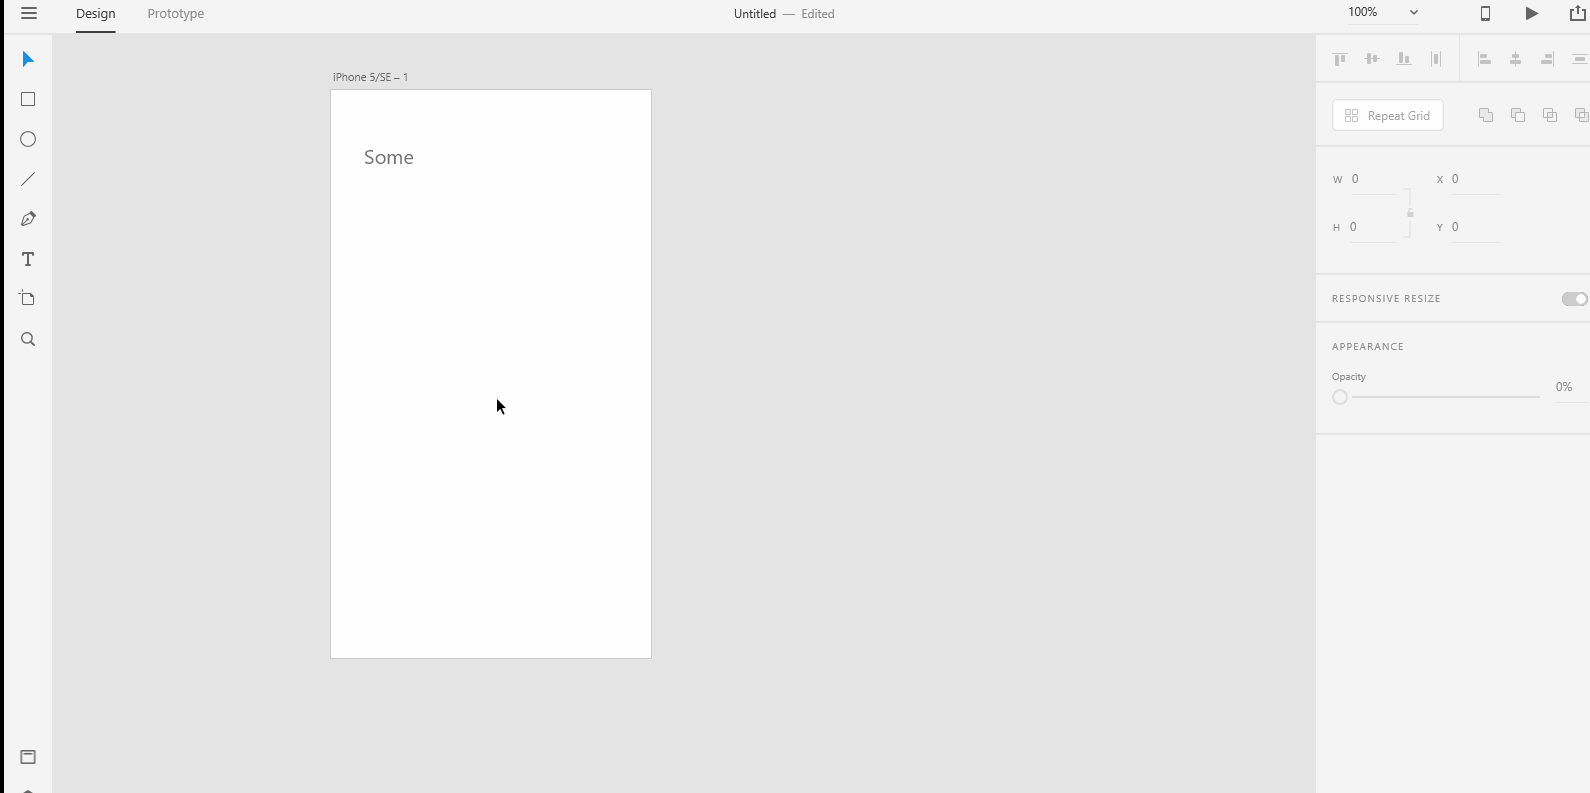 Design Prototype Untitled — Edited 100%
iPhone 5/SE – 1
Some
Repeat Grid
W 0 X 0
H 0 Y 0
RESPONSIVE RESIZE
APPEARANCE
Opacity
0%